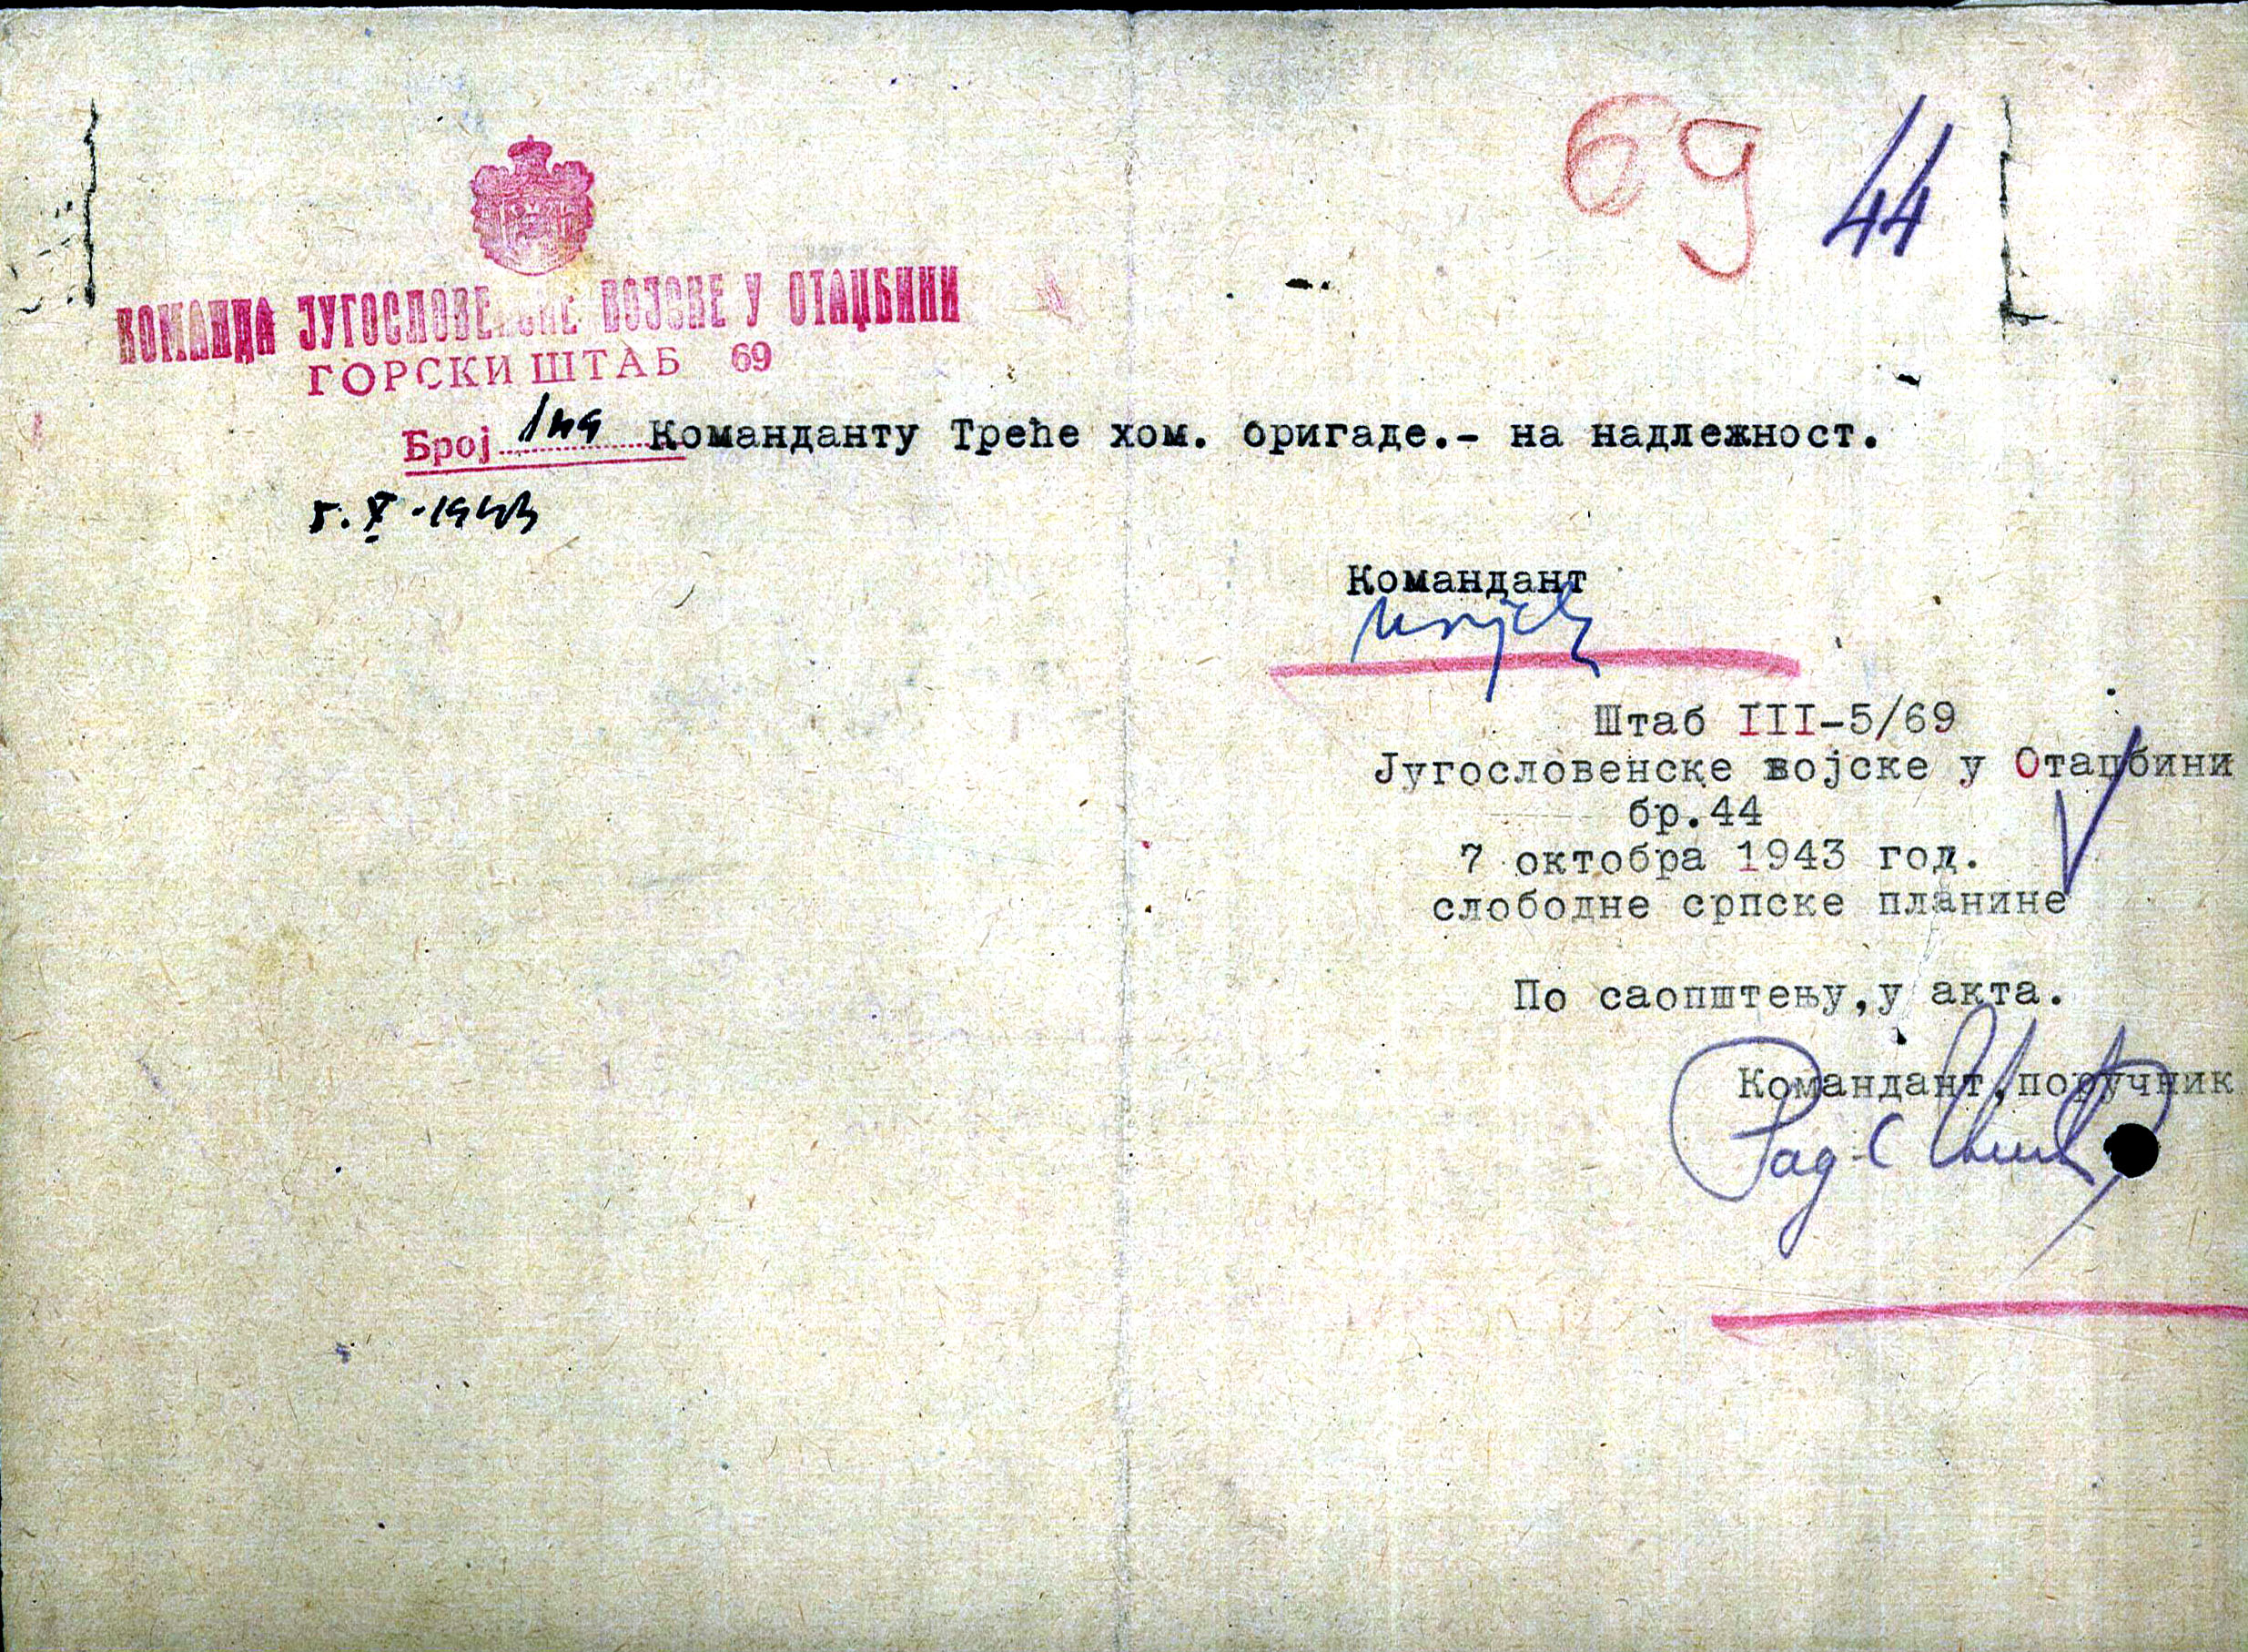 69 44
КОМАНДА ЈУГОСЛОВЕНСКЕ ВОЈСКЕ У ОТАЏБИНИ
ГОРСКИ ШТАБ 69
Број Команданту Треће хом. бригаде.- на надлежност.
X-1943
Командант
Штаб III-5/69
Југословенске војске у Отаџбини
бр.44
7 октобра 1943 год.
слободне српске планине
По саопштењу,у акта.
Командант,поручник
Рад. С.